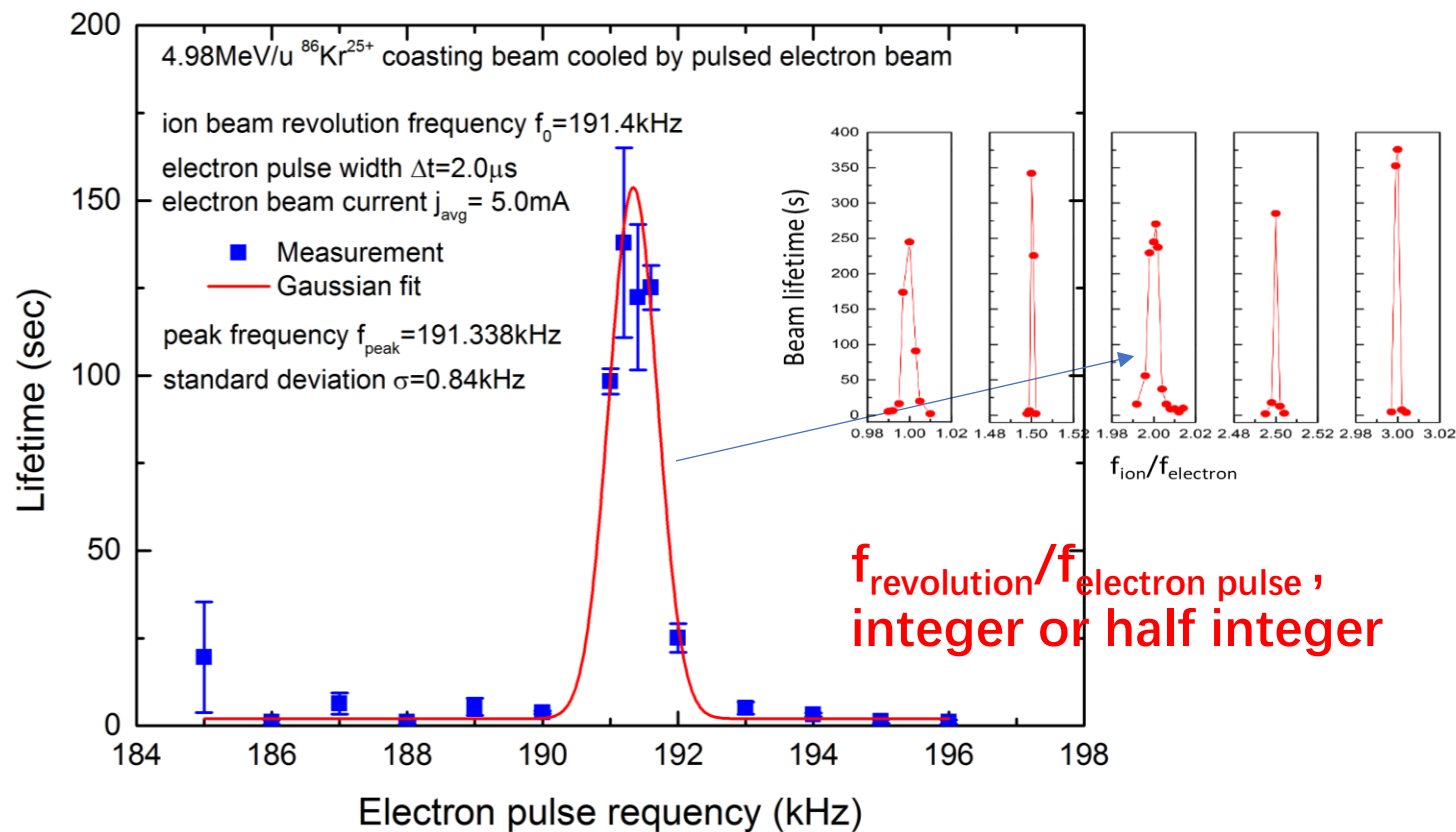 4.98MeV/u ⁸⁶Kr²⁵⁺ coasting beam cooled by pulsed electron beam
ion beam revolution frequency f₀=191.4kHz
electron pulse width Δt=2.0μs
electron beam current j_avg= 5.0mA
Measurement
Gaussian fit
peak frequency f_peak=191.338kHz
standard deviation σ=0.84kHz
Lifetime (sec)
200
150
100
50
0
184 186 188 190 192 194 196 198
Electron pulse requency (kHz)
Beam lifetime (s)
400
350
300
250
200
150
100
50
0
0.98 1.00 1.02 1.48 1.50 1.52 1.98 2.00 2.02 2.48 2.50 2.52 2.98 3.00 3.02
f_ion/f_electron
f_revolution/f_electron pulse ,
integer or half integer